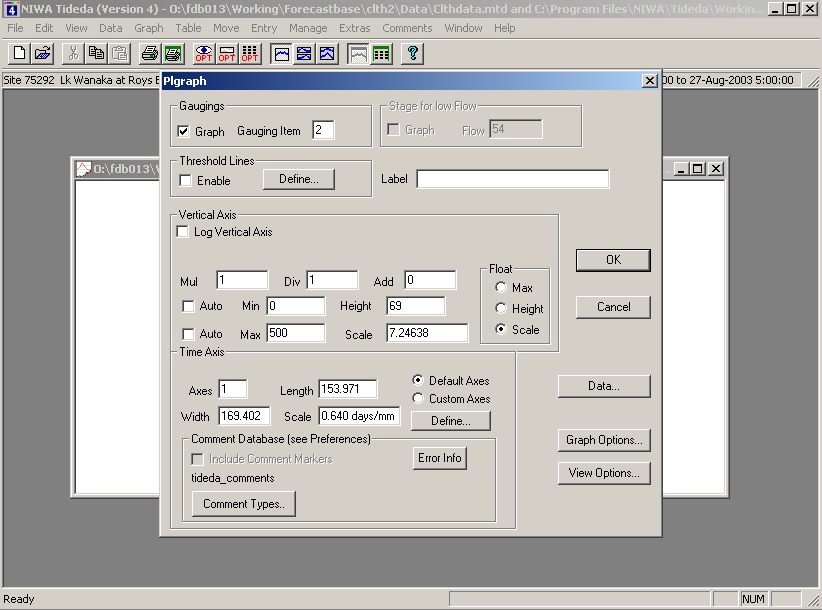 NIWA Tideda (Version 4) - O:\fdb013\Working\Forecastbase\clth2\Data\Clthdata.mtd and C:\Program Files\NIWA\Tideda\Working...
File Edit View Data Graph Table Move Entry Manage Extras Comments Window Help
OPT OPT OPT
Site 75292 Lk Wanaka at Roys 00 to 27-Aug-2003 5:00:00
Plgraph
O:\fdb013\
Gaugings
Graph Gauging Item 2
Stage for low Flow
Graph Flow 54
Threshold Lines
Enable Define...
Label
Vertical Axis
Log Vertical Axis
Mul 1 Div 1 Add 0
Auto Min 0 Height 69
Auto Max 500 Scale 7.24638
Float
Max
Height
Scale
OK
Cancel
Time Axis
Axes 1 Length 153.971
Width 169.402 Scale 0.640 days/mm
Default Axes
Custom Axes
Define...
Data...
Graph Options...
View Options...
Comment Database (see Preferences)
Include Comment Markers
Error Info
tideda_comments
Comment Types..
Ready NUM